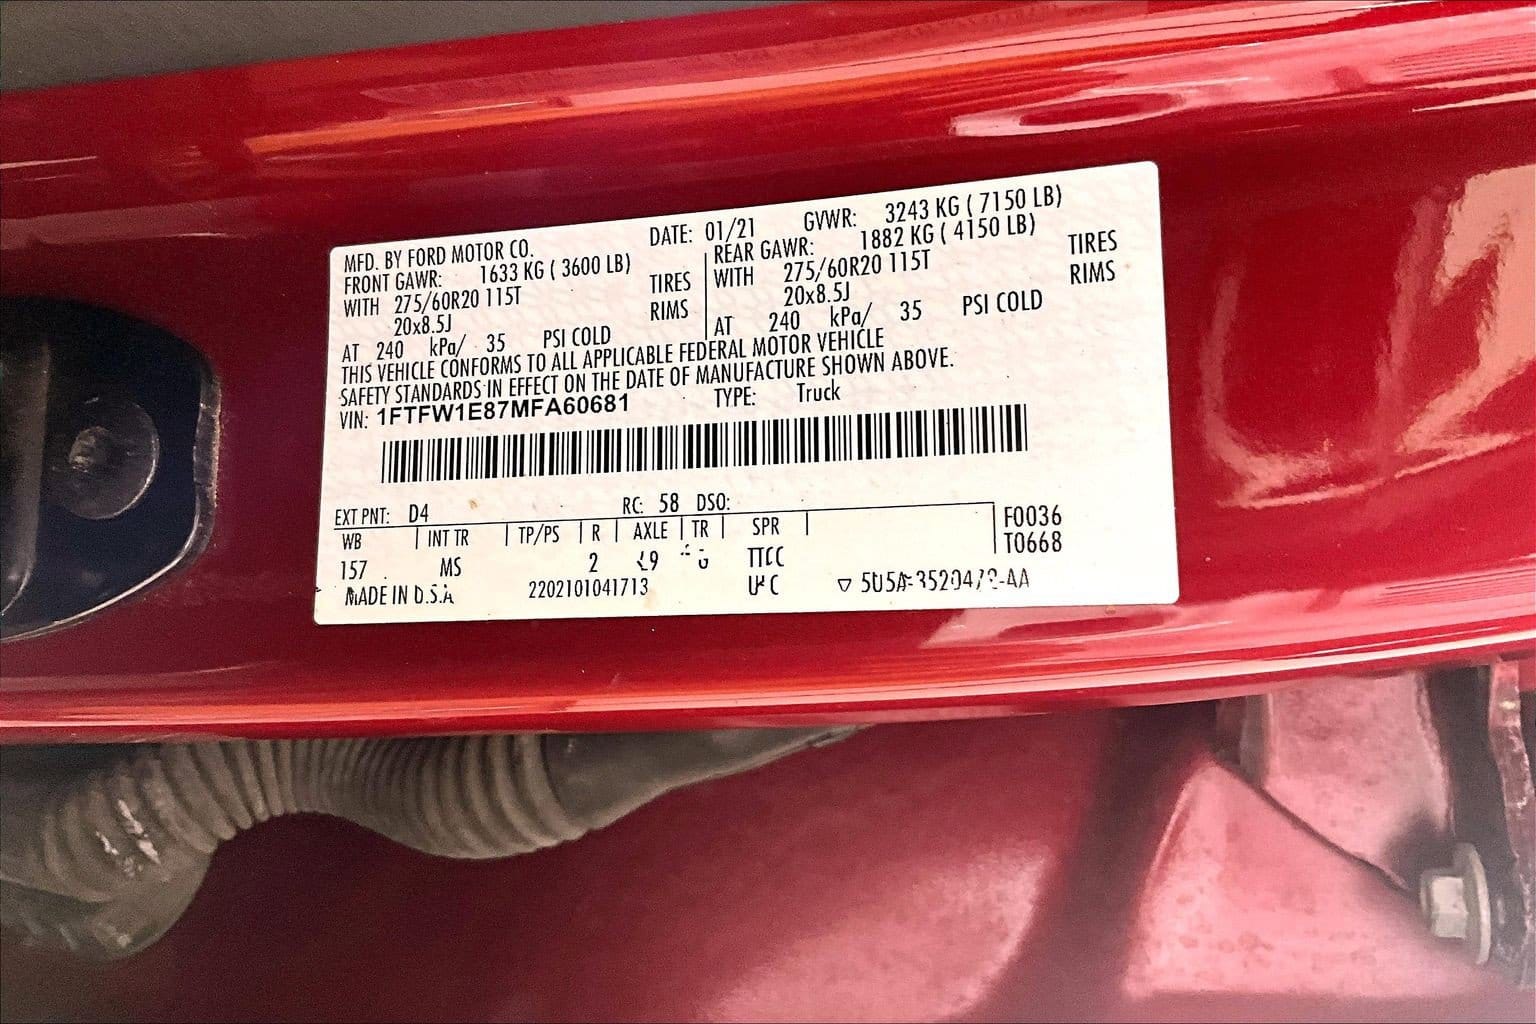 MFD. BY FORD MOTOR CO. DATE: 01/21 GVWR: 3243 KG ( 7150 LB)
FRONT GAWR: 1633 KG ( 3600 LB) REAR GAWR: 1882 KG ( 4150 LB)
WITH 275/60R20 115T TIRES WITH 275/60R20 115T TIRES
20x8.5J RIMS 20x8.5J RIMS
AT 240 kPa/ 35 PSI COLD AT 240 kPa/ 35 PSI COLD
THIS VEHICLE CONFORMS TO ALL APPLICABLE FEDERAL MOTOR VEHICLE
SAFETY STANDARDS IN EFFECT ON THE DATE OF MANUFACTURE SHOWN ABOVE.
VIN: 1FTFW1E87MFA60681 TYPE: Truck
EXT PNT: D4 RC: 58 DSO:
WB INT TR TP/PS R AXLE TR SPR F0036
157 MS 2 T0668
MADE IN 2202101041713